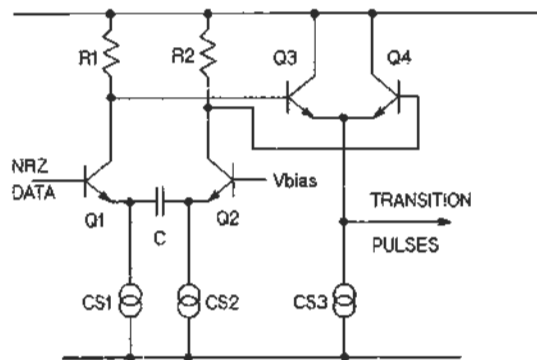 R1
R2
Q3
Q4
NRZ
DATA
Q1
C
Q2
Vbias
TRANSITION
PULSES
CS1
CS2
CS3